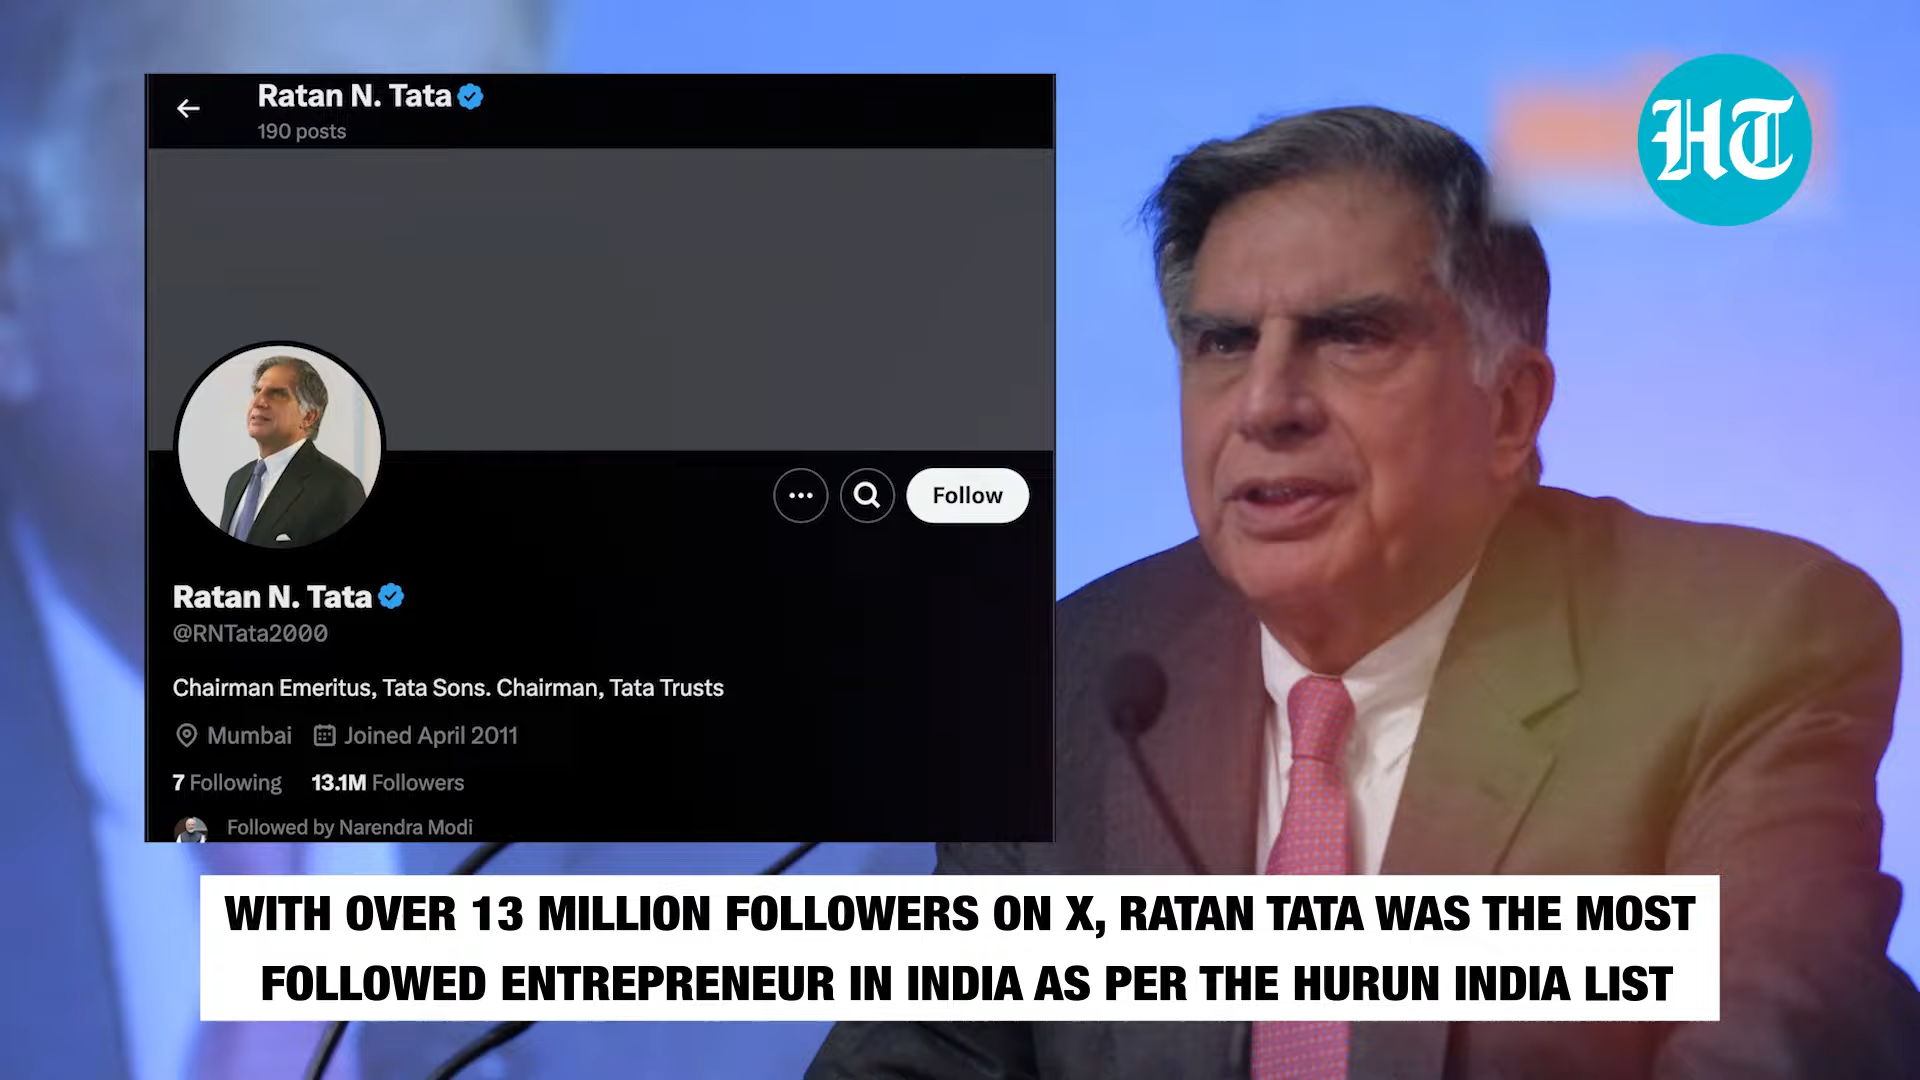 Ratan N. Tata
190 posts
HT
Follow
Ratan N. Tata
@RNTata2000
Chairman Emeritus, Tata Sons. Chairman, Tata Trusts
Mumbai Joined April 2011
7 Following 13.1M Followers
Followed by Narendra Modi
WITH OVER 13 MILLION FOLLOWERS ON X, RATAN TATA WAS THE MOST
FOLLOWED ENTREPRENEUR IN INDIA AS PER THE HURUN INDIA LIST